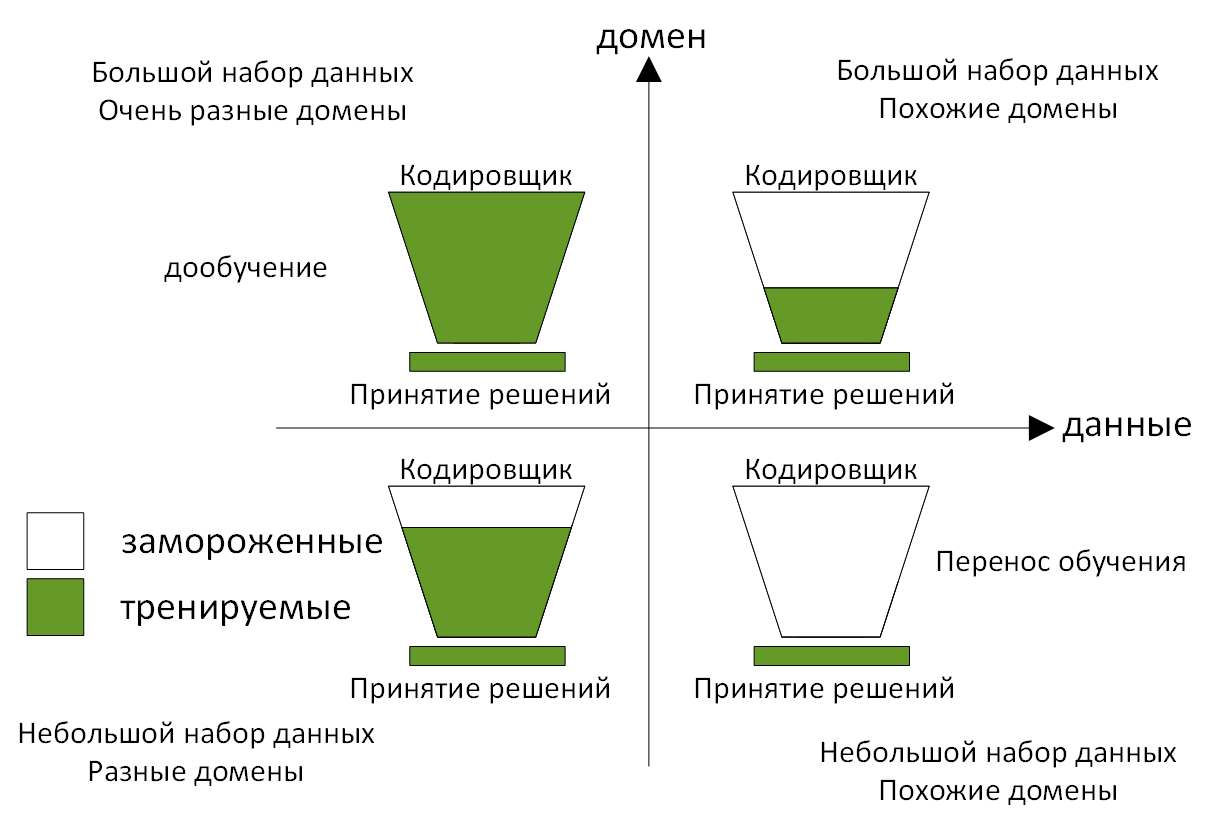 домен
Большой набор данных
Очень разные домены
Большой набор данных
Похожие домены
Кодировщик
Кодировщик
дообучение
Принятие решений
Принятие решений
данные
Кодировщик
Кодировщик
замороженные
тренируемые
Перенос обучения
Принятие решений
Принятие решений
Небольшой набор данных
Разные домены
Небольшой набор данных
Похожие домены